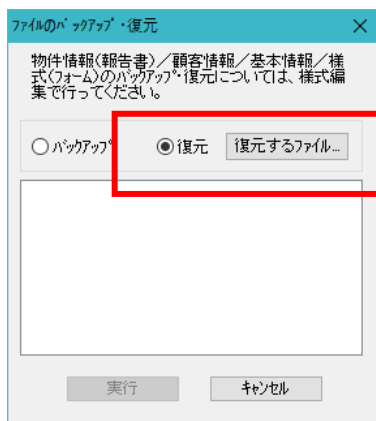 ﾌｧｲﾙのﾊﾞｯｸｱｯﾌﾟ･復元
物件情報(報告書)／顧客情報／基本情報／様
式(ﾌｫｰﾑ)のﾊﾞｯｸｱｯﾌﾟ･復元については、様式編
集で行ってください。
ﾊﾞｯｸｱｯﾌﾟ 復元 復元するﾌｧｲﾙ...
実行 ｷｬﾝｾﾙ